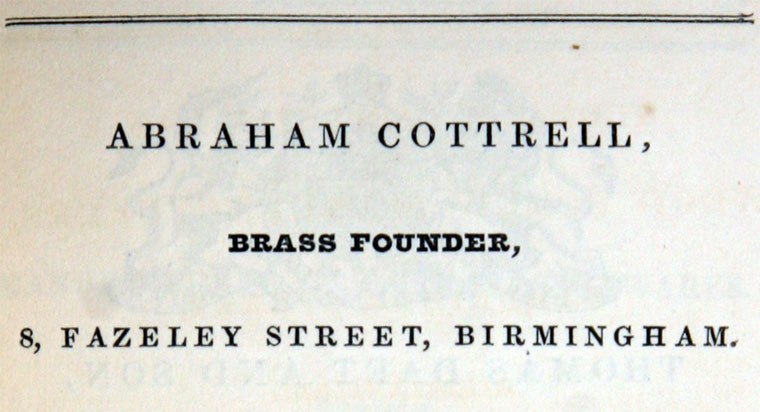 ABRAHAM COTTRELL,
BRASS FOUNDER,
8, FAZELEY STREET, BIRMINGHAM.